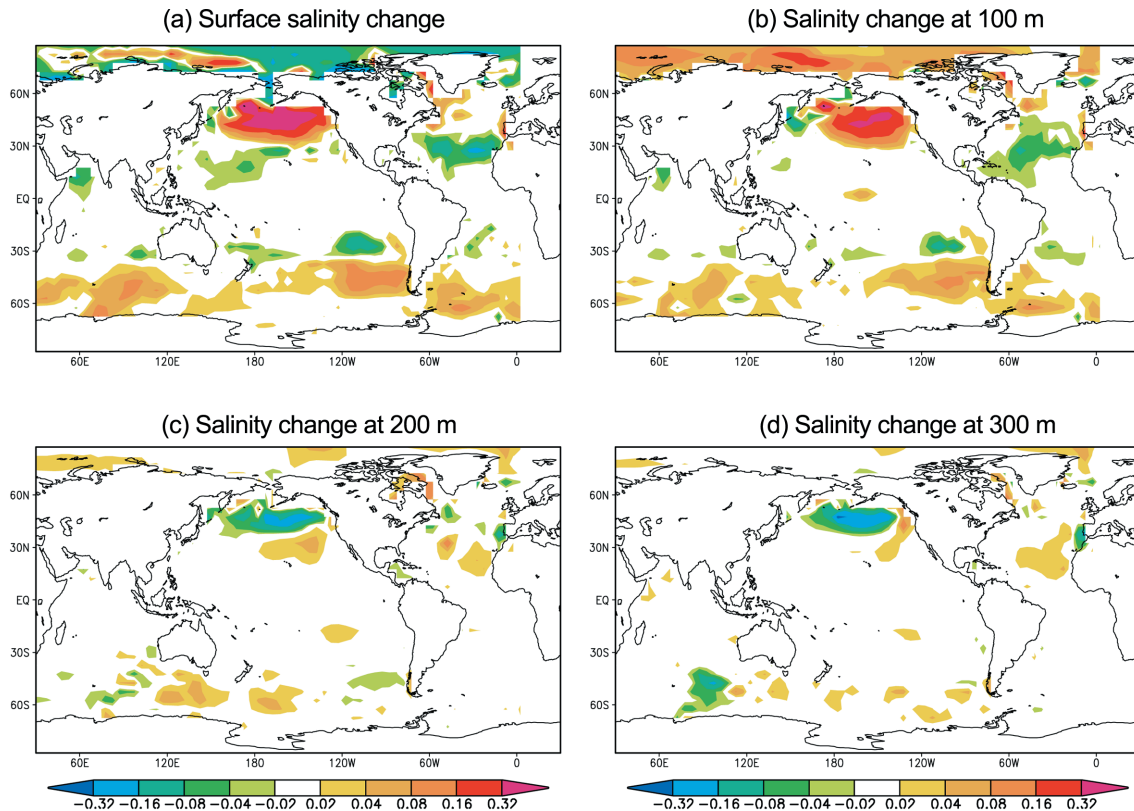 (a) Surface salinity change
60N
30N
EQ
30S
60S
60E
120E
180
120W
60W
0
(b) Salinity change at 100 m
60N
30N
EQ
30S
60S
60E
120E
180
120W
60W
0
(c) Salinity change at 200 m
60N
30N
EQ
30S
60S
60E
120E
180
120W
60W
0
(d) Salinity change at 300 m
60N
30N
EQ
30S
60S
60E
120E
180
120W
60W
0
−0.32 −0.16 −0.08 −0.04 −0.02 0.02 0.04 0.08 0.16 0.32
−0.32 −0.16 −0.08 −0.04 −0.02 0.02 0.04 0.08 0.16 0.32